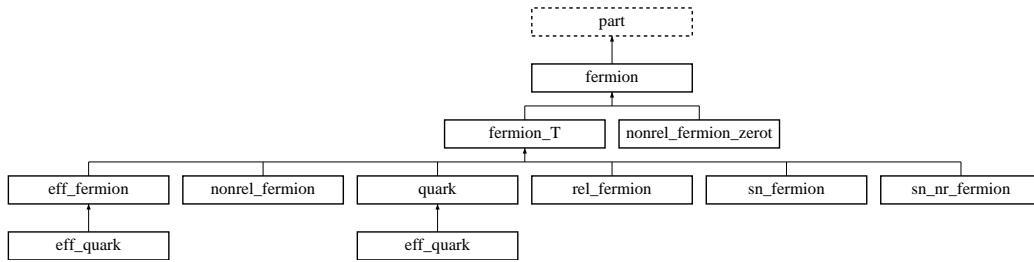 part
fermion
fermion_T nonrel_fermion_zerot
eff_fermion nonrel_fermion quark rel_fermion sn_fermion sn_nr_fermion
eff_quark eff_quark